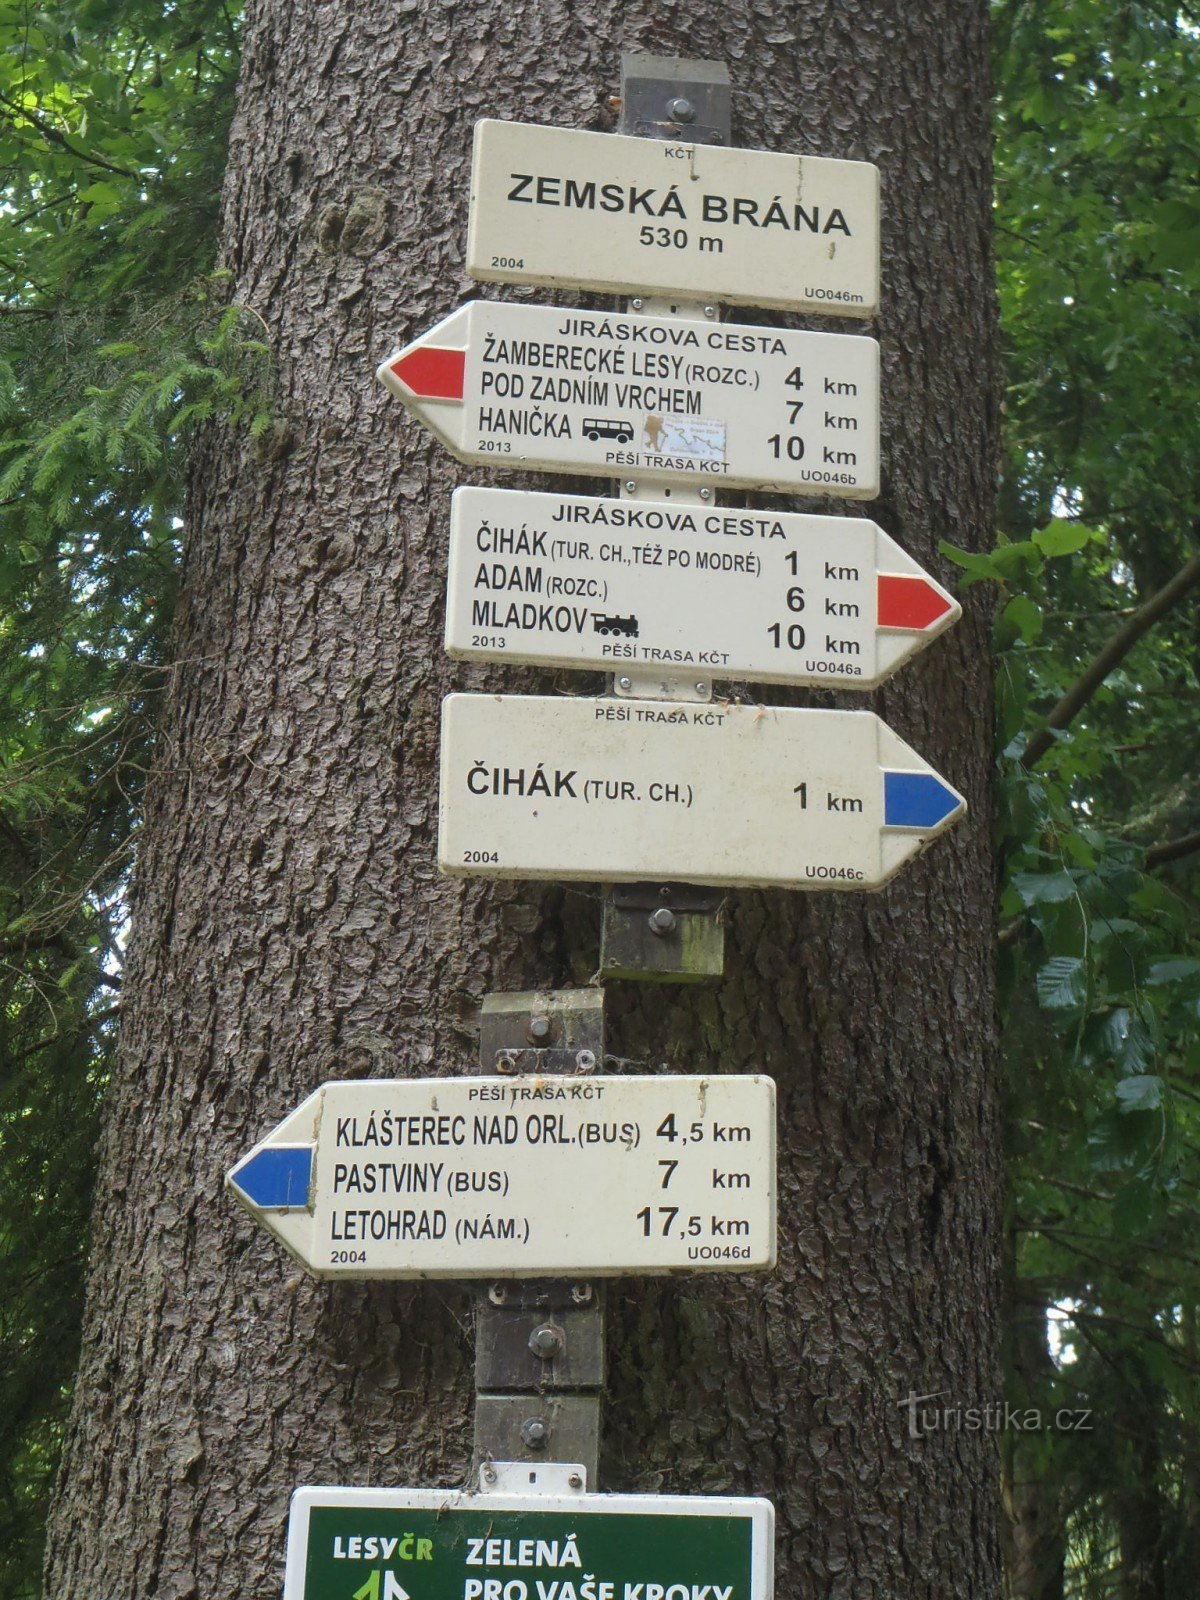 KČT
ZEMSKÁ BRÁNA
530 m
2004 UO046m
JIRÁSKOVA CESTA
ŽAMBERECKÉ LESY (ROZC.) 4 km
POD ZADNÍM VRCHEM 7 km
HANIČKA 10 km
2013 PĚŠÍ TRASA KČT UO046b
JIRÁSKOVA CESTA
ČIHÁK (TUR. CH.,TÉŽ PO MODRÉ) 1 km
ADAM (ROZC.) 6 km
MLADKOV 10 km
2013 PĚŠÍ TRASA KČT UO046a
PĚŠÍ TRASA KČT
ČIHÁK (TUR. CH.) 1 km
2004 UO046c
PĚŠÍ TRASA KČT
KLÁŠTEREC NAD ORL.(BUS) 4,5 km
PASTVINY (BUS) 7 km
LETOHRAD (NÁM.) 17,5 km
2004 UO046d
Turistika.cz
LESYČR ZELENÁ
PRO VAŠE KROKY